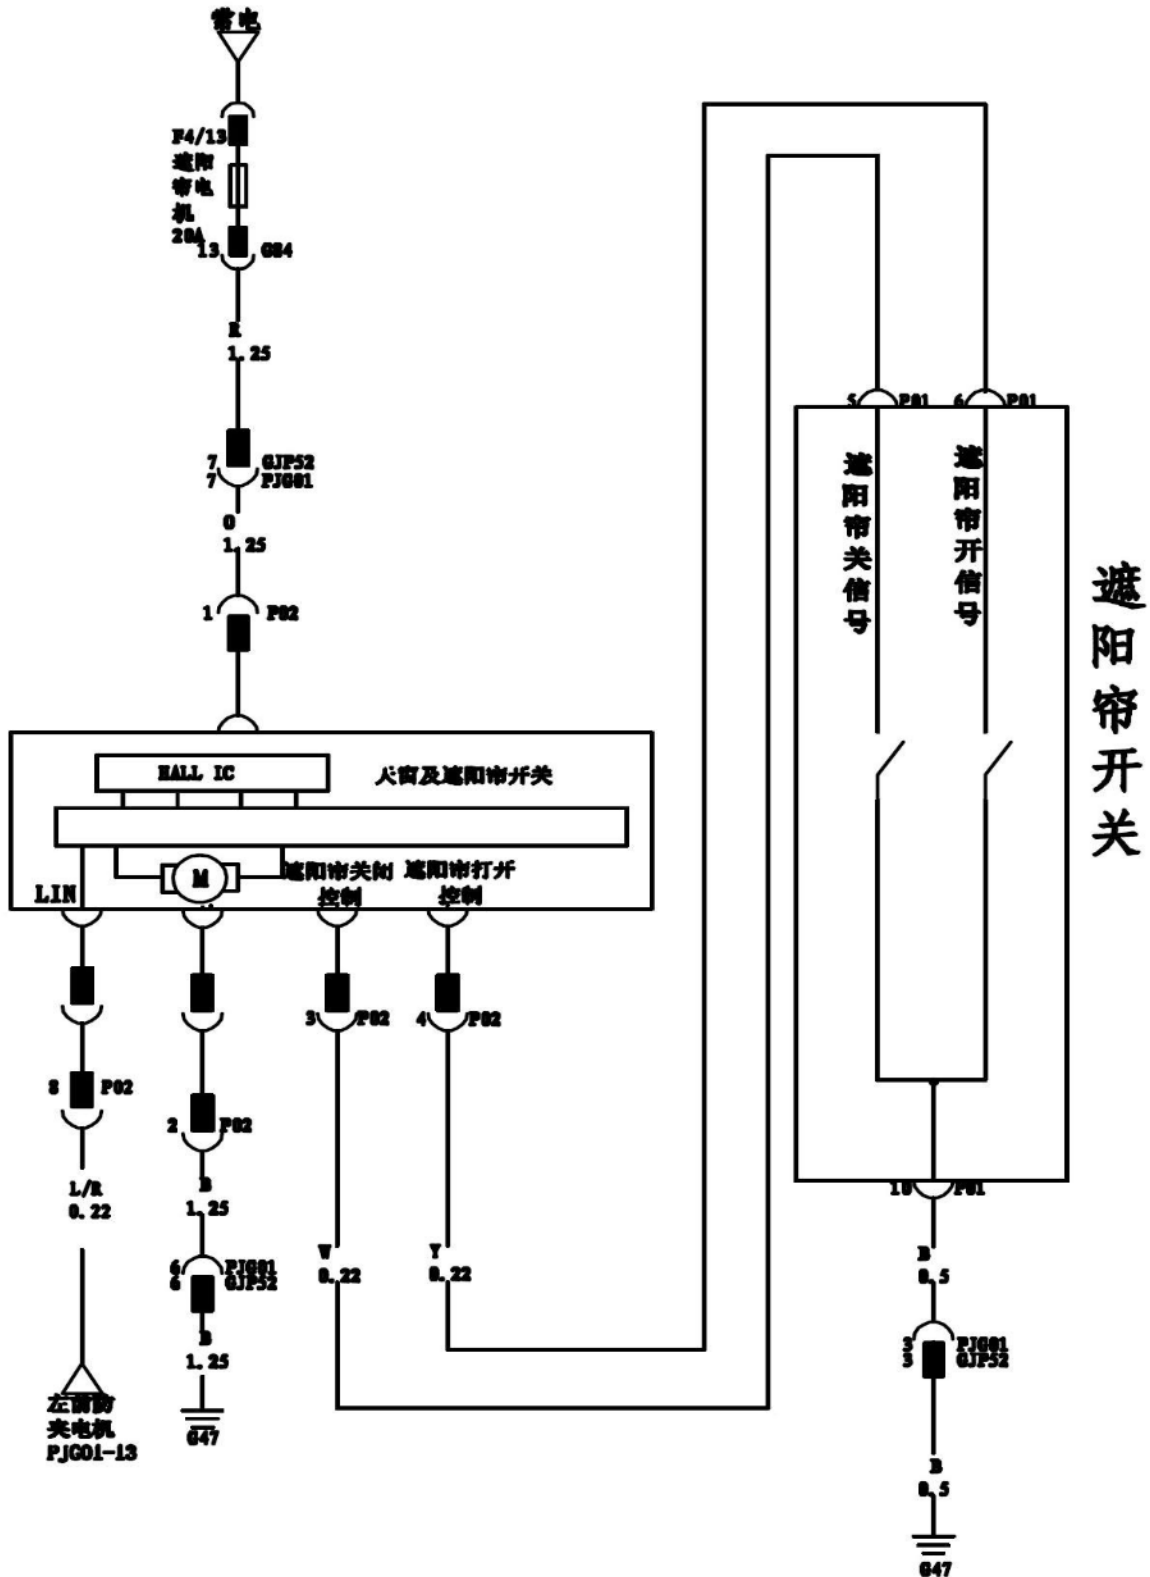 常电
F4/13
遮阳
帘电
机
20A
13 G84
R
1.25
7 GJP52
7 PJG01
O
1.25
1 P02
HALL IC
天窗及遮阳帘开关
M
LIN
遮阳帘关闭
控制
遮阳帘打开
控制
3 P02
4 P02
8 P02
2 P02
L/R
0.22
B
1.25
6 PJG01
6 GJP52
B
1.25
G47
左前防
夹电机
PJG01-13
W
0.22
Y
0.22
5 P01
6 P01
遮阳帘关信号
遮阳帘开信号
遮阳帘开关
10 P01
B
0.5
3 PJG01
3 GJP52
B
0.5
G47